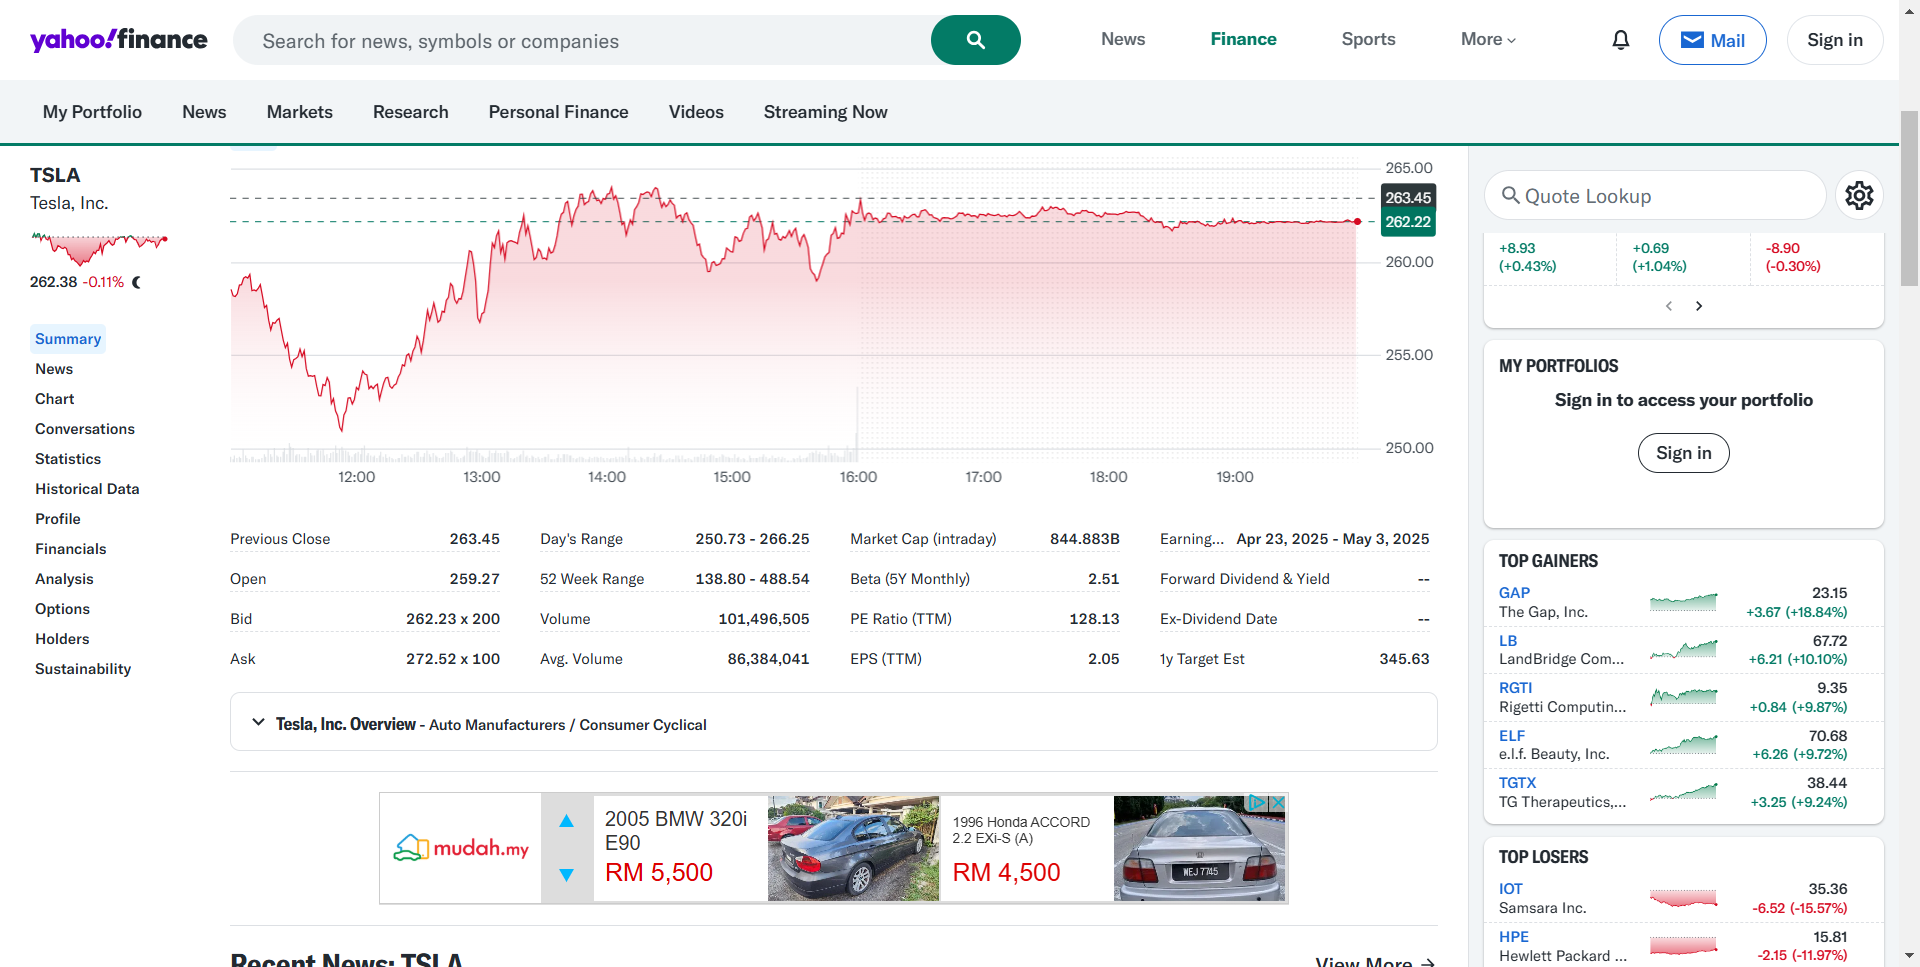 yahoo!finance
Search for news, symbols or companies
News
Finance
Sports
More
Mail
Sign in
My Portfolio
News
Markets
Research
Personal Finance
Videos
Streaming Now
TSLA
Tesla, Inc.
262.38 -0.11%
Summary
News
Chart
Conversations
Statistics
Historical Data
Profile
Financials
Analysis
Options
Holders
Sustainability
265.00
263.45
262.22
260.00
255.00
250.00
12:00 13:00 14:00 15:00 16:00 17:00 18:00 19:00
Previous Close 263.45
Open 259.27
Bid 262.23 x 200
Ask 272.52 x 100
Day's Range 250.73 - 266.25
52 Week Range 138.80 - 488.54
Volume 101,496,505
Avg. Volume 86,384,041
Market Cap (intraday) 844.883B
Beta (5Y Monthly) 2.51
PE Ratio (TTM) 128.13
EPS (TTM) 2.05
Earning... Apr 23, 2025 - May 3, 2025
Forward Dividend & Yield --
Ex-Dividend Date --
1y Target Est 345.63
Tesla, Inc. Overview - Auto Manufacturers / Consumer Cyclical
mudah.my
2005 BMW 320i
E90
RM 5,500
1996 Honda ACCORD
2.2 EXi-S (A)
RM 4,500
WEJ 7745
Recent News: TSLA
View More
Quote Lookup
+8.93 +0.69 -8.90
(+0.43%) (+1.04%) (-0.30%)
MY PORTFOLIOS
Sign in to access your portfolio
Sign in
TOP GAINERS
GAP 23.15
The Gap, Inc. +3.67 (+18.84%)
LB 67.72
LandBridge Com... +6.21 (+10.10%)
RGTI 9.35
Rigetti Computin... +0.84 (+9.87%)
ELF 70.68
e.l.f. Beauty, Inc. +6.26 (+9.72%)
TGTX 38.44
TG Therapeutics,... +3.25 (+9.24%)
TOP LOSERS
IOT 35.36
Samsara Inc. -6.52 (-15.57%)
HPE 15.81
Hewlett Packard ... -2.15 (-11.97%)